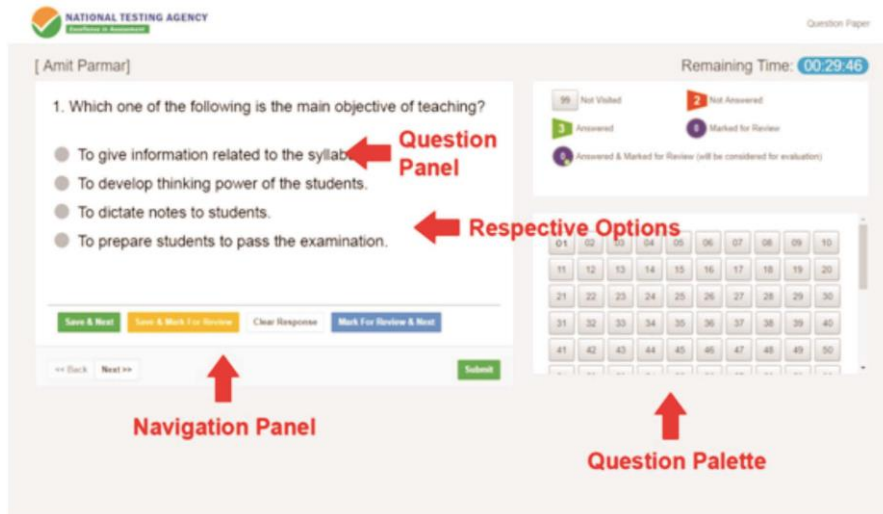 NATIONAL TESTING AGENCY
Excellence in Assessment
Question Paper
[ Amit Parmar]
Remaining Time: 00:29:46
1. Which one of the following is the main objective of teaching?
To give information related to the
To develop thinking power of the students.
To dictate notes to students.
To prepare students to pass the examination.
Question
Panel
Respective Options
99 Not Visited
2 Not Answered
3 Answered
0 Marked for Review
0 Answered & Marked for Review (will be considered for evaluation)
01 02 03 04 05 06 07 08 09 10
11 12 13 14 15 16 17 18 19 20
21 22 23 24 25 26 27 28 29 30
31 32 33 34 35 36 37 38 39 40
41 42 43 44 45 46 47 48 49 50
Save & Next Save & Mark For Review Clear Response Mark For Review & Next
<< Back Next >> Submit
Navigation Panel
Question Palette